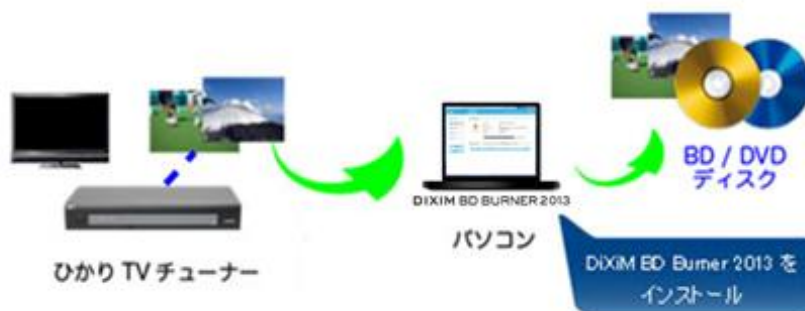 BD / DVD
ディスク
DIXIM BD BURNER 2013
パソコン
ひかり TV チューナー
DiXiM BD Burner 2013 を
インストール